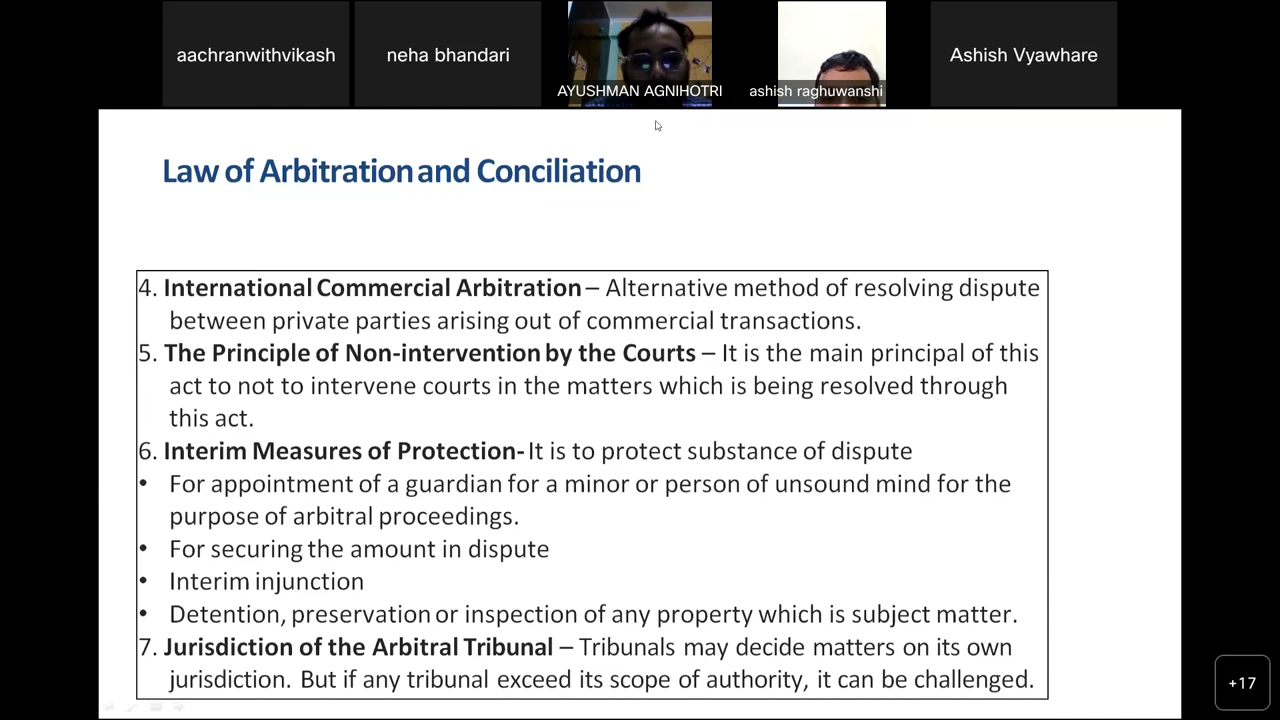 aachranwithvikash
neha bhandari
AYUSHMAN AGNIHOTRI
ashish raghuwanshi
Ashish Vyawhare
Law of Arbitration and Conciliation
4. International Commercial Arbitration – Alternative method of resolving dispute
between private parties arising out of commercial transactions.
5. The Principle of Non-intervention by the Courts – It is the main principal of this
act to not to intervene courts in the matters which is being resolved through
this act.
6. Interim Measures of Protection- It is to protect substance of dispute
• For appointment of a guardian for a minor or person of unsound mind for the
purpose of arbitral proceedings.
• For securing the amount in dispute
• Interim injunction
• Detention, preservation or inspection of any property which is subject matter.
7. Jurisdiction of the Arbitral Tribunal – Tribunals may decide matters on its own
jurisdiction. But if any tribunal exceed its scope of authority, it can be challenged.
+17